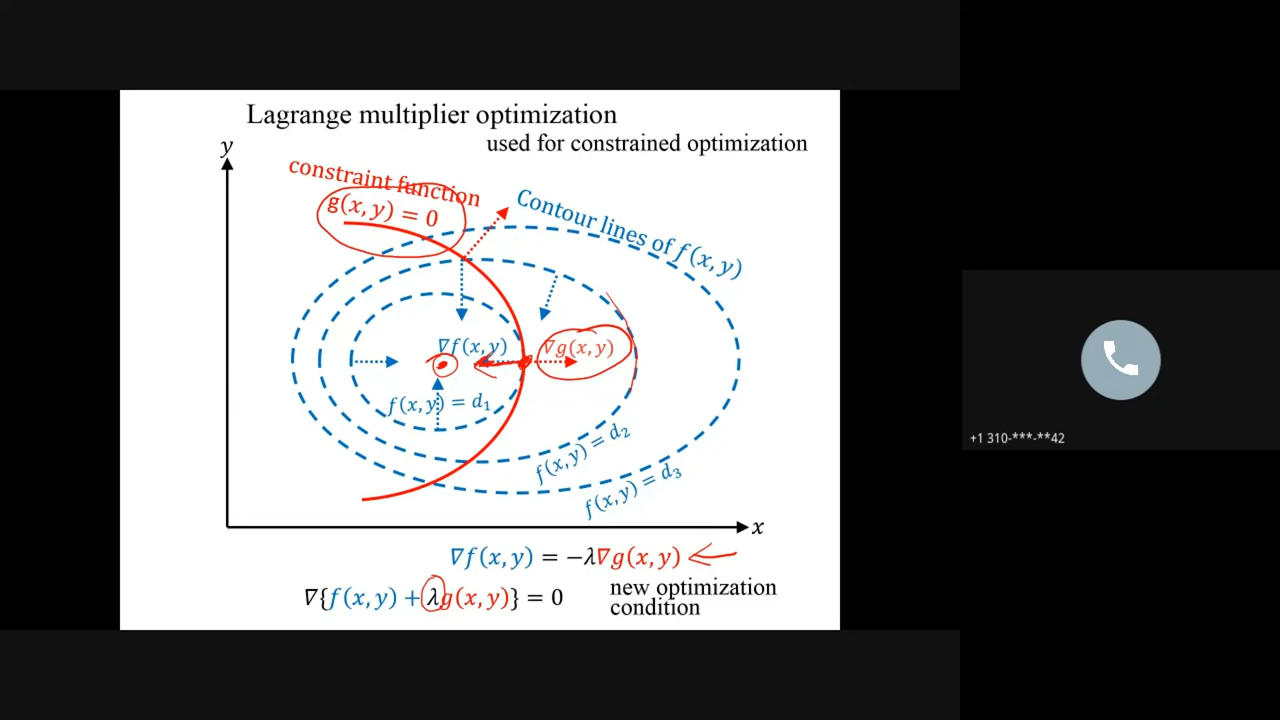 Lagrange multiplier optimization
used for constrained optimization
y
constraint function
g(x, y) = 0
Contour lines of f(x, y)
∇f(x, y)
∇g(x, y)
f(x, y) = d₁
f(x, y) = d₂
f(x, y) = d₃
x
∇f(x, y) = −λ∇g(x, y)
∇{f(x, y) + λg(x, y)} = 0
new optimization
condition
+1 310-***-**42